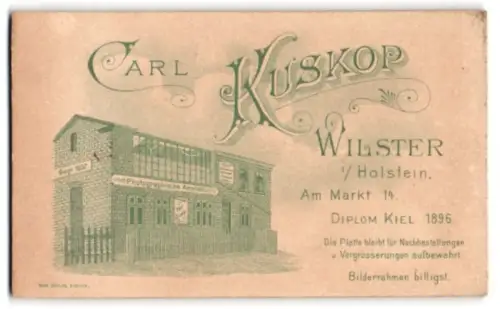 Carl
Kuskop
Wilster
i/Holstein.
Am Markt 14.
Diplom Kiel 1896
Die Platte bleibt für Nachbestellungen
u. Vergrösserungen aufbewahrt.
Bilderrahmen billigst.
Photographische